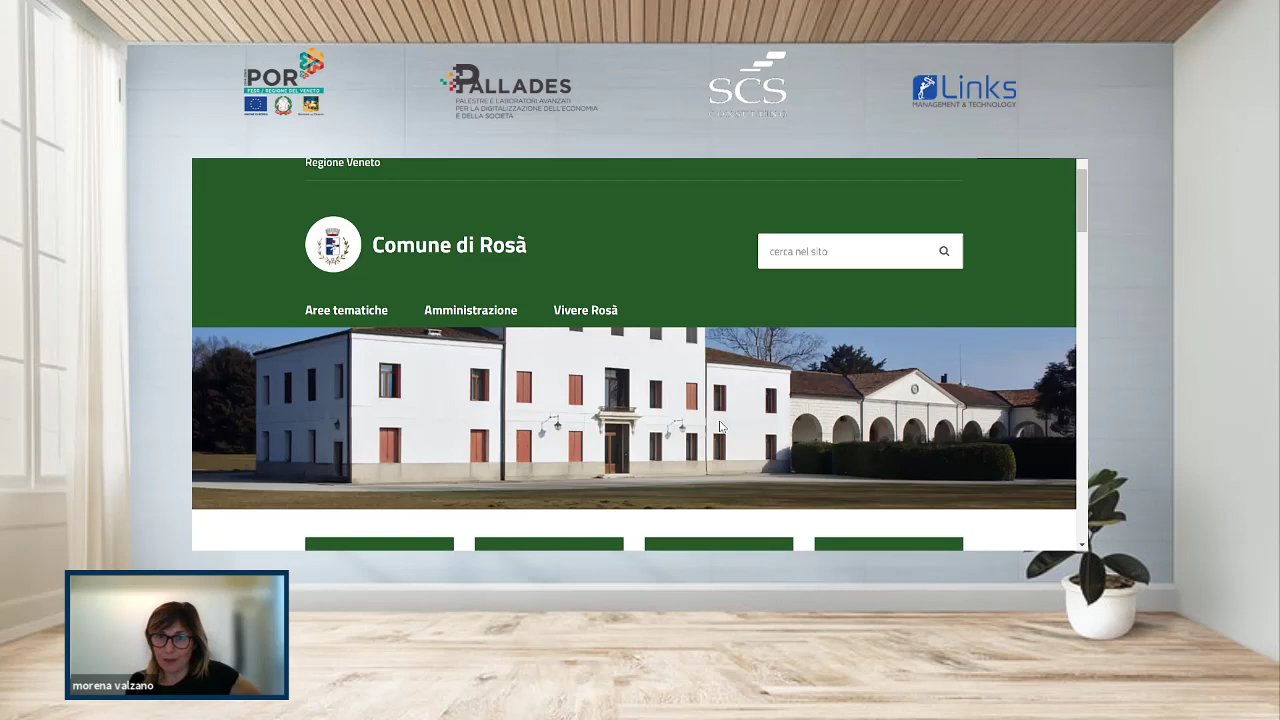 POR
FESR / REGIONE DEL VENETO
PALLADES
PALESTRE E LABORATORI AVANZATI
PER LA DIGITALIZZAZIONE DELL'ECONOMIA
E DELLA SOCIETÀ
SCS
CONSULTING
Links
MANAGEMENT & TECHNOLOGY
Regione Veneto
Comune di Rosà
cerca nel sito
Aree tematiche
Amministrazione
Vivere Rosà
morena valzano